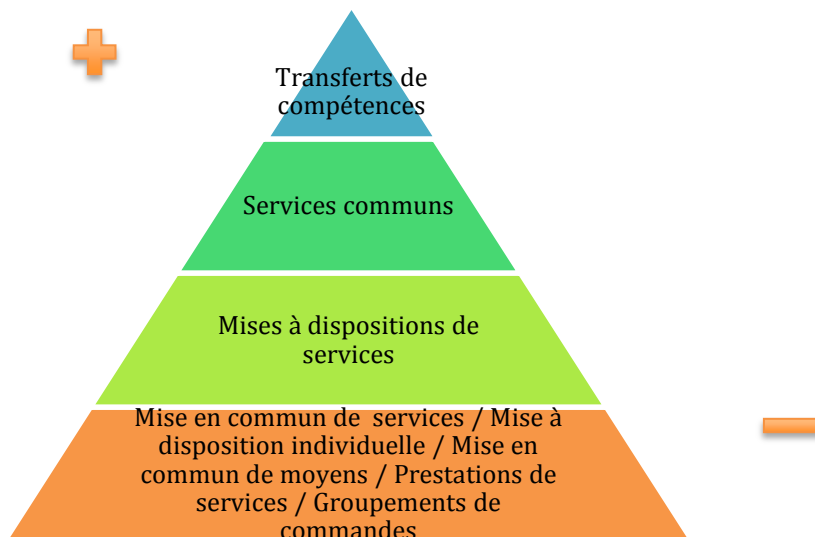 Transferts de
compétences
Services communs
Mises à dispositions de
services
Mise en commun de services / Mise à
disposition individuelle / Mise en
commun de moyens / Prestations de
services / Groupements de
commandes